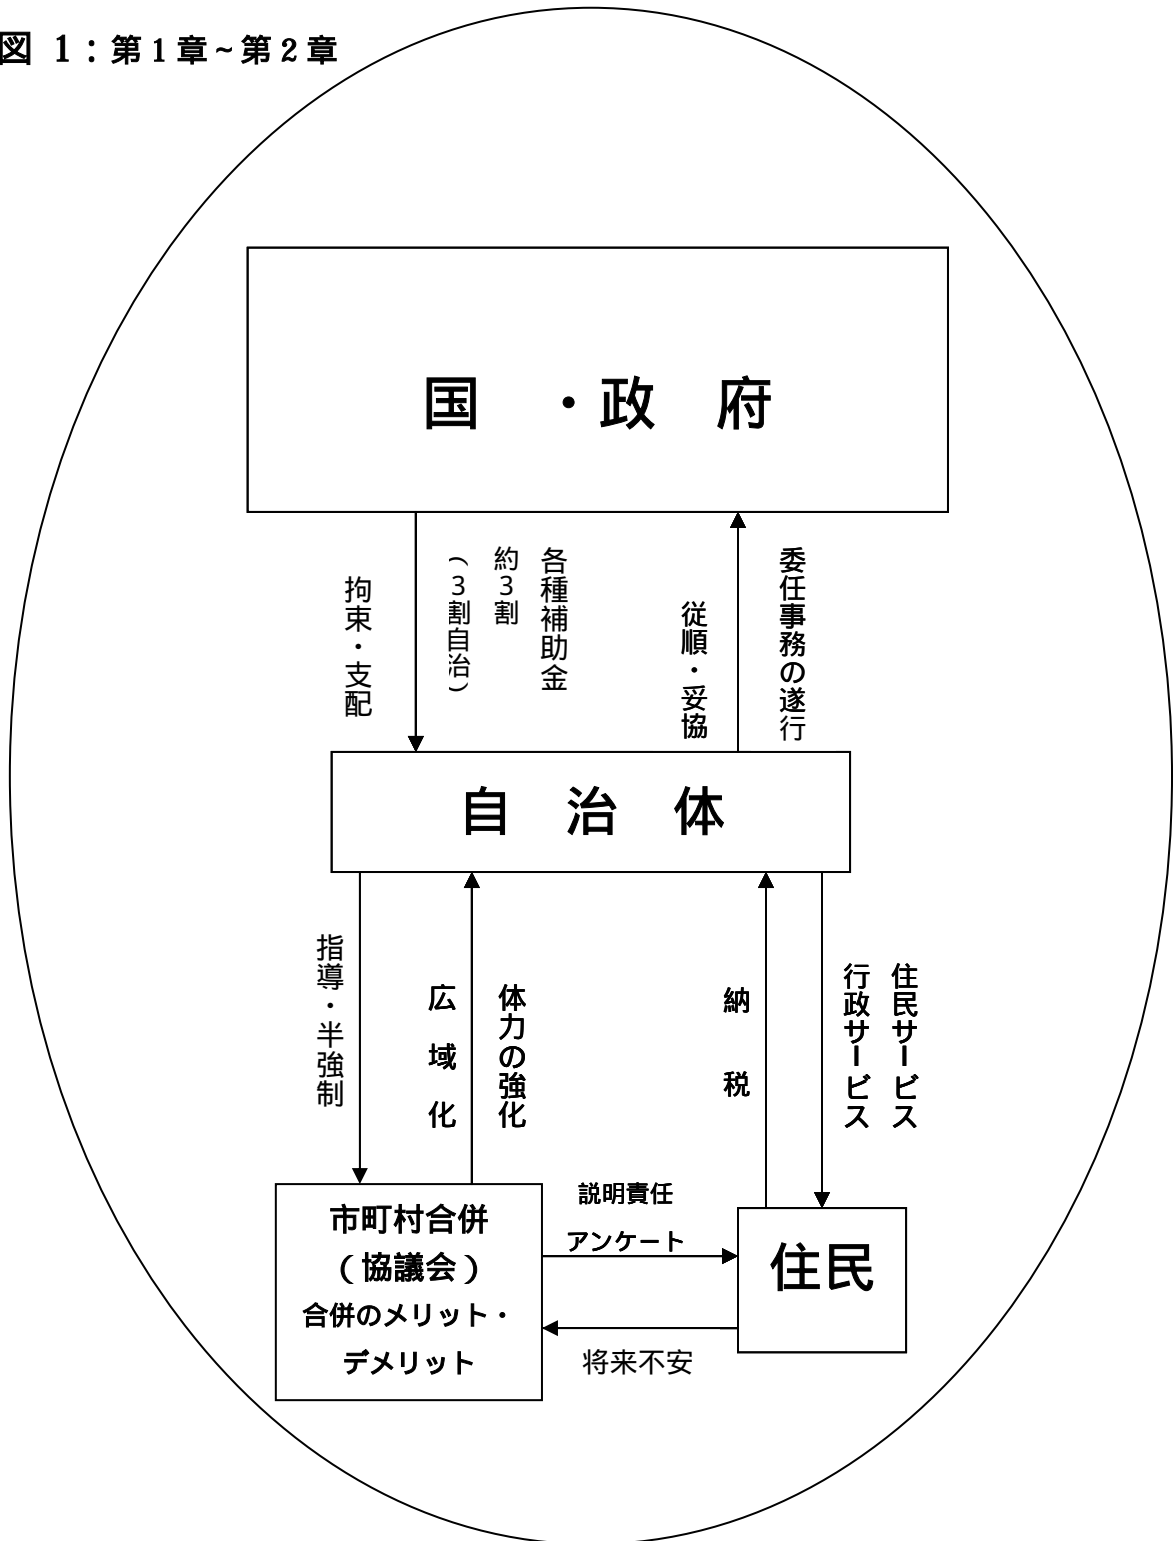 図 1：第1章~第2章
国 ・政 府
拘束・支配
各種補助金
約3割
(3割自治)
従順・妥協
委任事務の遂行
自 治 体
指導・半強制
広 域 化
体力の強化
納 税
住民サービス
行政サービス
市町村合併
(協議会)
合併のメリット・
デメリット
説明責任
アンケート
住民
将来不安